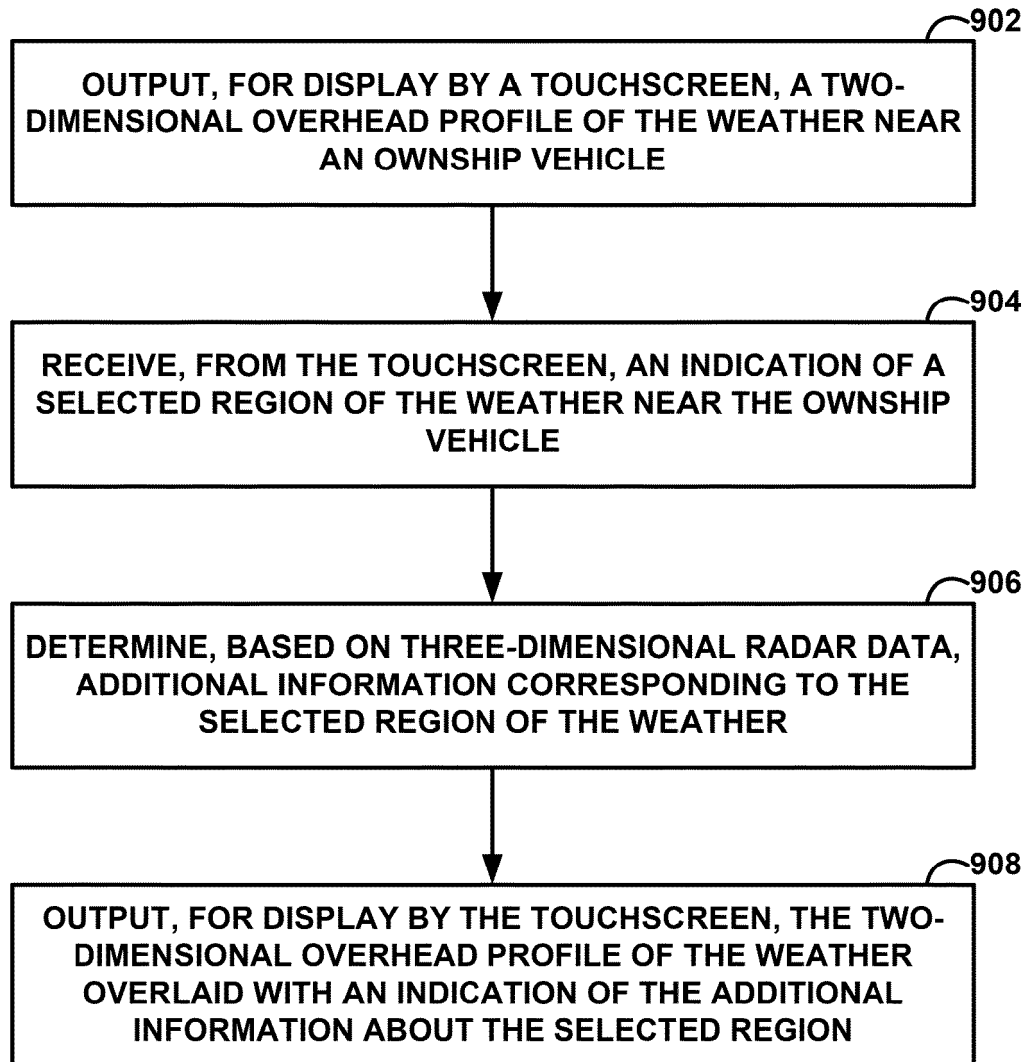 902
OUTPUT, FOR DISPLAY BY A TOUCHSCREEN, A TWO-
DIMENSIONAL OVERHEAD PROFILE OF THE WEATHER NEAR
AN OWNSHIP VEHICLE
904
RECEIVE, FROM THE TOUCHSCREEN, AN INDICATION OF A
SELECTED REGION OF THE WEATHER NEAR THE OWNSHIP
VEHICLE
906
DETERMINE, BASED ON THREE-DIMENSIONAL RADAR DATA,
ADDITIONAL INFORMATION CORRESPONDING TO THE
SELECTED REGION OF THE WEATHER
908
OUTPUT, FOR DISPLAY BY THE TOUCHSCREEN, THE TWO-
DIMENSIONAL OVERHEAD PROFILE OF THE WEATHER
OVERLAID WITH AN INDICATION OF THE ADDITIONAL
INFORMATION ABOUT THE SELECTED REGION